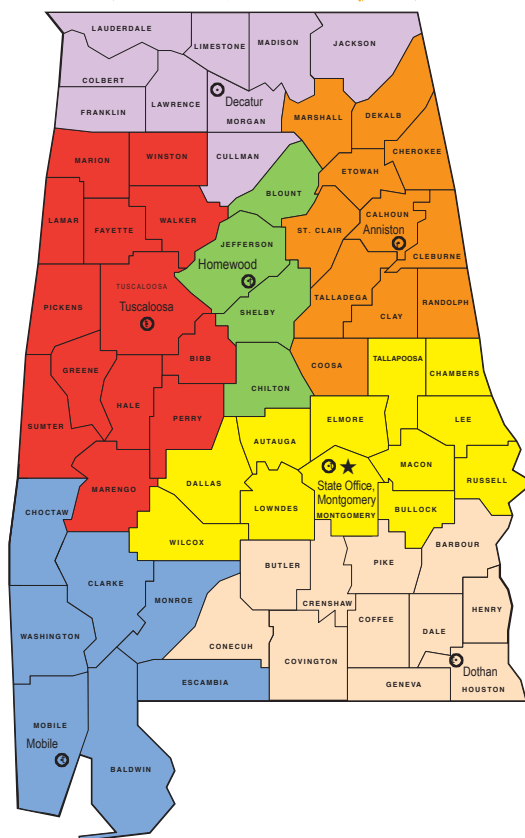 LAUDERDALE
LIMESTONE
MADISON
JACKSON
COLBERT
LAWRENCE
FRANKLIN
Decatur
MORGAN
MARSHALL
DEKALB
CHEROKEE
MARION
WINSTON
CULLMAN
BLOUNT
ETOWAH
LAMAR
FAYETTE
WALKER
JEFFERSON
ST. CLAIR
CALHOUN
Anniston
CLEBURNE
Homewood
TUSCALOOSA
Tuscaloosa
PICKENS
SHELBY
TALLADEGA
CLAY
RANDOLPH
GREENE
BIBB
HALE
PERRY
SUMTER
CHILTON
COOSA
TALLAPOOSA
CHAMBERS
ELMORE
LEE
AUTAUGA
DALLAS
MACON
RUSSELL
State Office,
Montgomery
MONTGOMERY
BULLOCK
LOWNDES
MARENGO
CHOCTAW
WILCOX
BARBOUR
PIKE
BUTLER
CRENSHAW
CLARKE
MONROE
WASHINGTON
CONECUH
COVINGTON
COFFEE
DALE
HENRY
Dothan
HOUSTON
GENEVA
ESCAMBIA
MOBILE
Mobile
BALDWIN